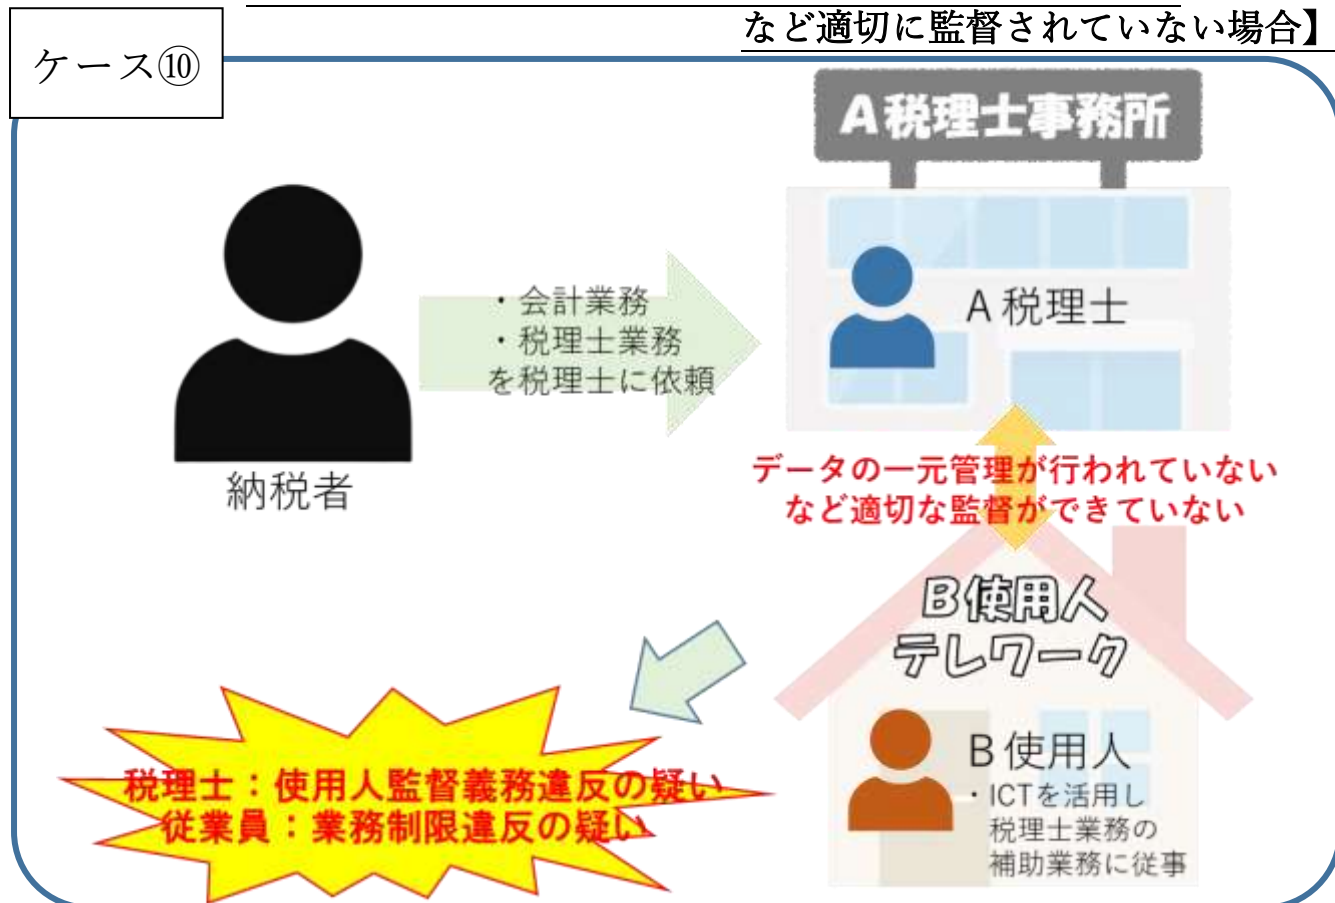 など適切に監督されていない場合】
ケース⑩
A税理士事務所
・会計業務
・税理士業務
を税理士に依頼
A税理士
納税者
データの一元管理が行われていない
など適切な監督ができていない
B使用人
テレワーク
B使用人
・ICTを活用し
税理士業務の
補助業務に従事
税理士：使用人監督義務違反の疑い
従業員：業務制限違反の疑い